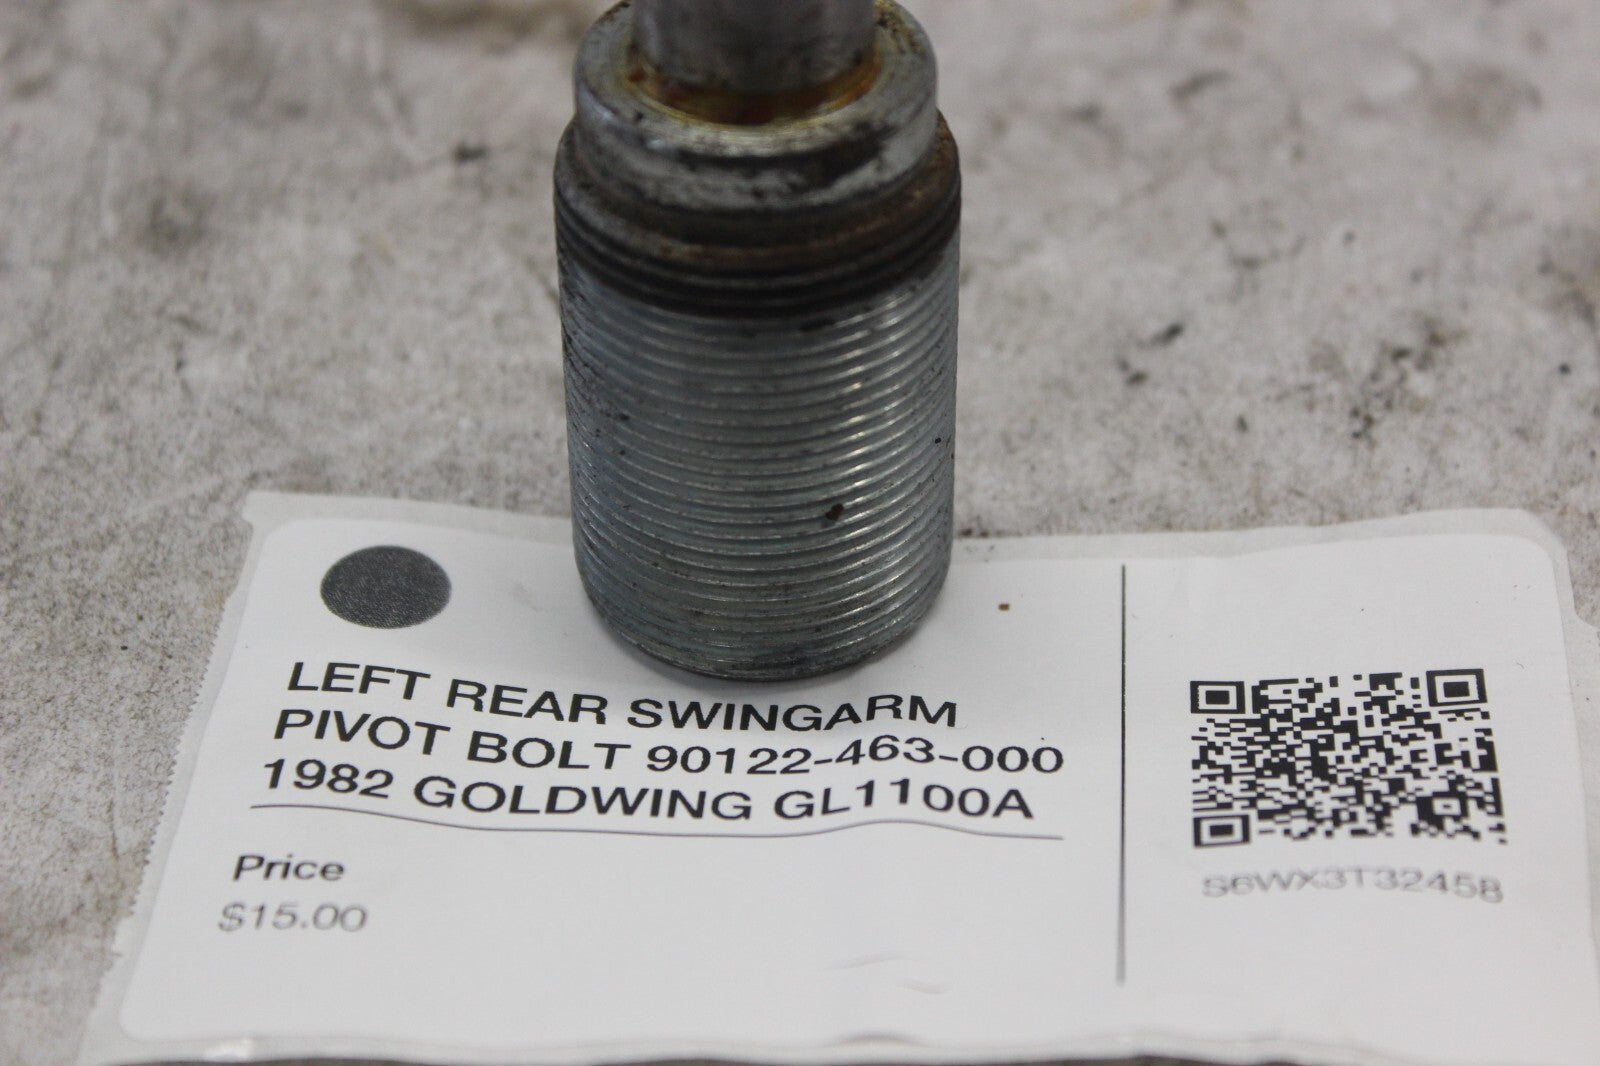 LEFT REAR SWINGARM
PIVOT BOLT 90122-463-000
1982 GOLDWING GL1100A
Price
$15.00
S6WX3T32458